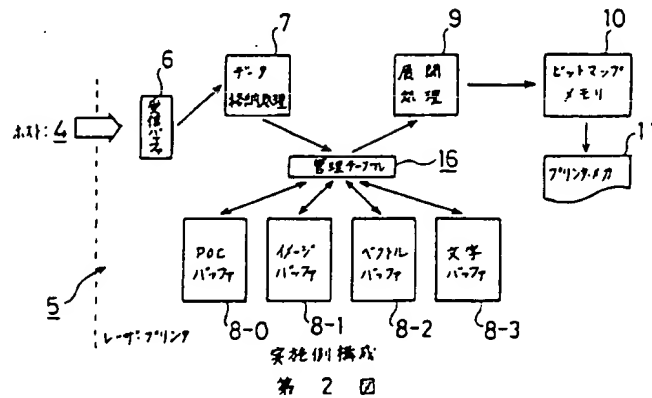 7
9
10
6
データ
格納処理
展開
処理
ビットマップ
メモリ
ホスト: 4
受信バッファ
11
管理テーブル
16
プリンタ・メカ
POC
バッファ
イメージ
バッファ
ベクトル
バッファ
文字
バッファ
5
8-0
8-1
8-2
8-3
レーザ・プリンタ
実施例構成
第 2 図